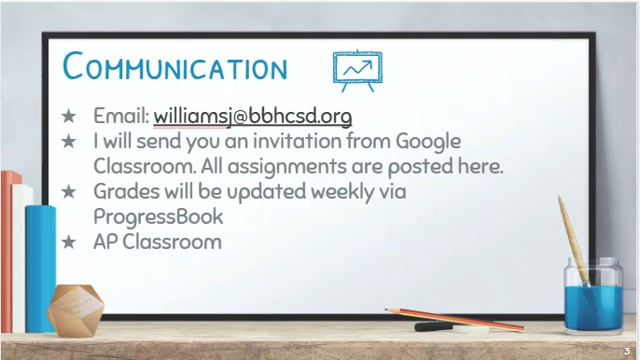 Communication
★ Email: williamsj@bbhcsd.org
★ I will send you an invitation from Google
Classroom. All assignments are posted here.
★ Grades will be updated weekly via
ProgressBook
★ AP Classroom
3